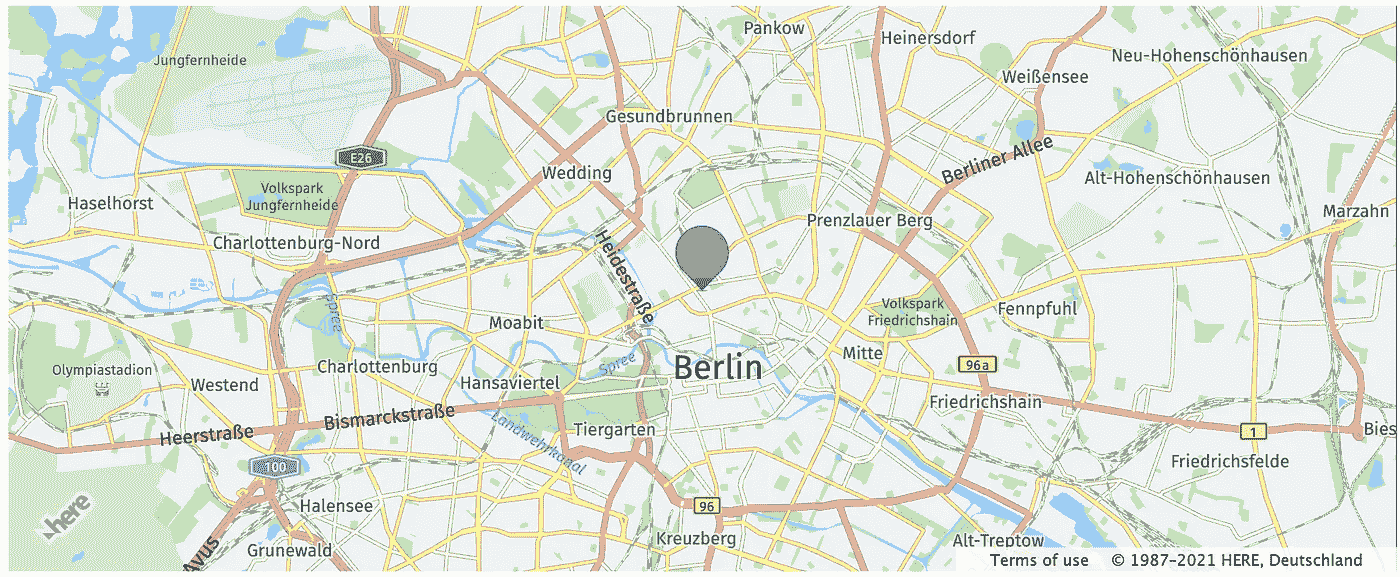 Pankow
Heinersdorf
Jungfernheide
Neu-Hohenschönhausen
Weißensee
Gesundbrunnen
E26
Berliner Allee
Wedding
Alt-Hohenschönhausen
Volkspark
Jungfernheide
Haselhorst
Marzahn
Prenzlauer Berg
Charlottenburg-Nord
Heidestraße
Spree
Volkspark
Friedrichshain
Fennpfuhl
Moabit
Mitte
Spree
Berlin
Charlottenburg
Olympiastadion
96a
Westend
Hansaviertel
Friedrichshain
Bismarckstraße
Heerstraße
Tiergarten
Landwehrkanal
1
Bies
100
Friedrichsfelde
Halensee
96
here
Kreuzberg
Alt-Treptow
Grunewald
Avus
Terms of use © 1987–2021 HERE, Deutschland